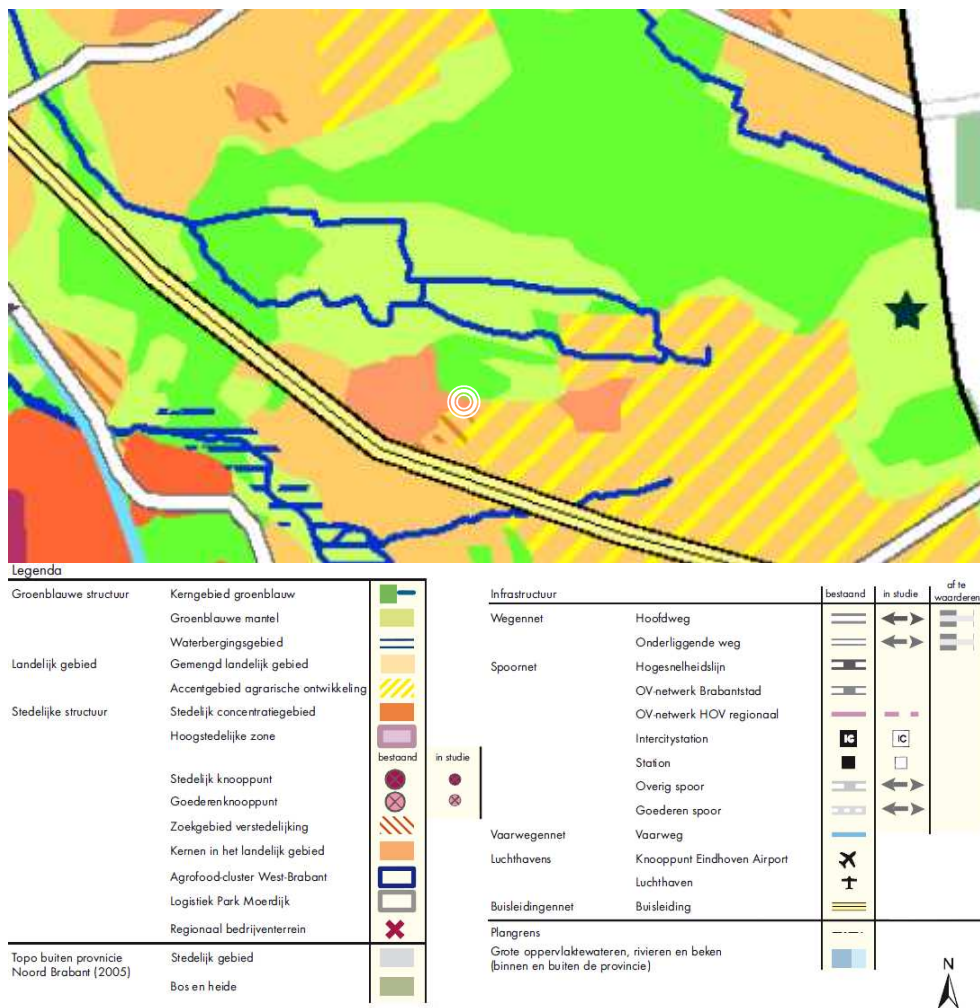 Legenda
Groenblauwe structuur Kerngebied groenblauw
Groenblauwe mantel
Waterbergingsgebied
Landelijk gebied Gemengd landelijk gebied
Accentgebied agrarische ontwikkeling
Stedelijke structuur Stedelijk concentratiegebied
Hoogstedelijke zone
bestaand in studie
Stedelijk knooppunt
Goederenknooppunt
Zoekgebied verstedelijking
Kernen in het landelijk gebied
Agrofood-cluster West-Brabant
Logistiek Park Moerdijk
Regionaal bedrijventerrein
Topo buiten provnicie Stedelijk gebied
Noord Brabant (2005)
Bos en heide
Infrastructuur bestaand in studie af te
waarderen
Wegennet Hoofdweg
Onderliggende weg
Spoornet Hogesnelheidslijn
OV-netwerk Brabantstad
OV-netwerk HOV regionaal
Intercitystation IC IC
Station
Overig spoor
Goederen spoor
Vaarwegennet Vaarweg
Luchthavens Knooppunt Eindhoven Airport
Luchthaven
Buisleidingennet Buisleiding
Plangrens
Grote oppervlaktewateren, rivieren en beken
(binnen en buiten de provincie)
N